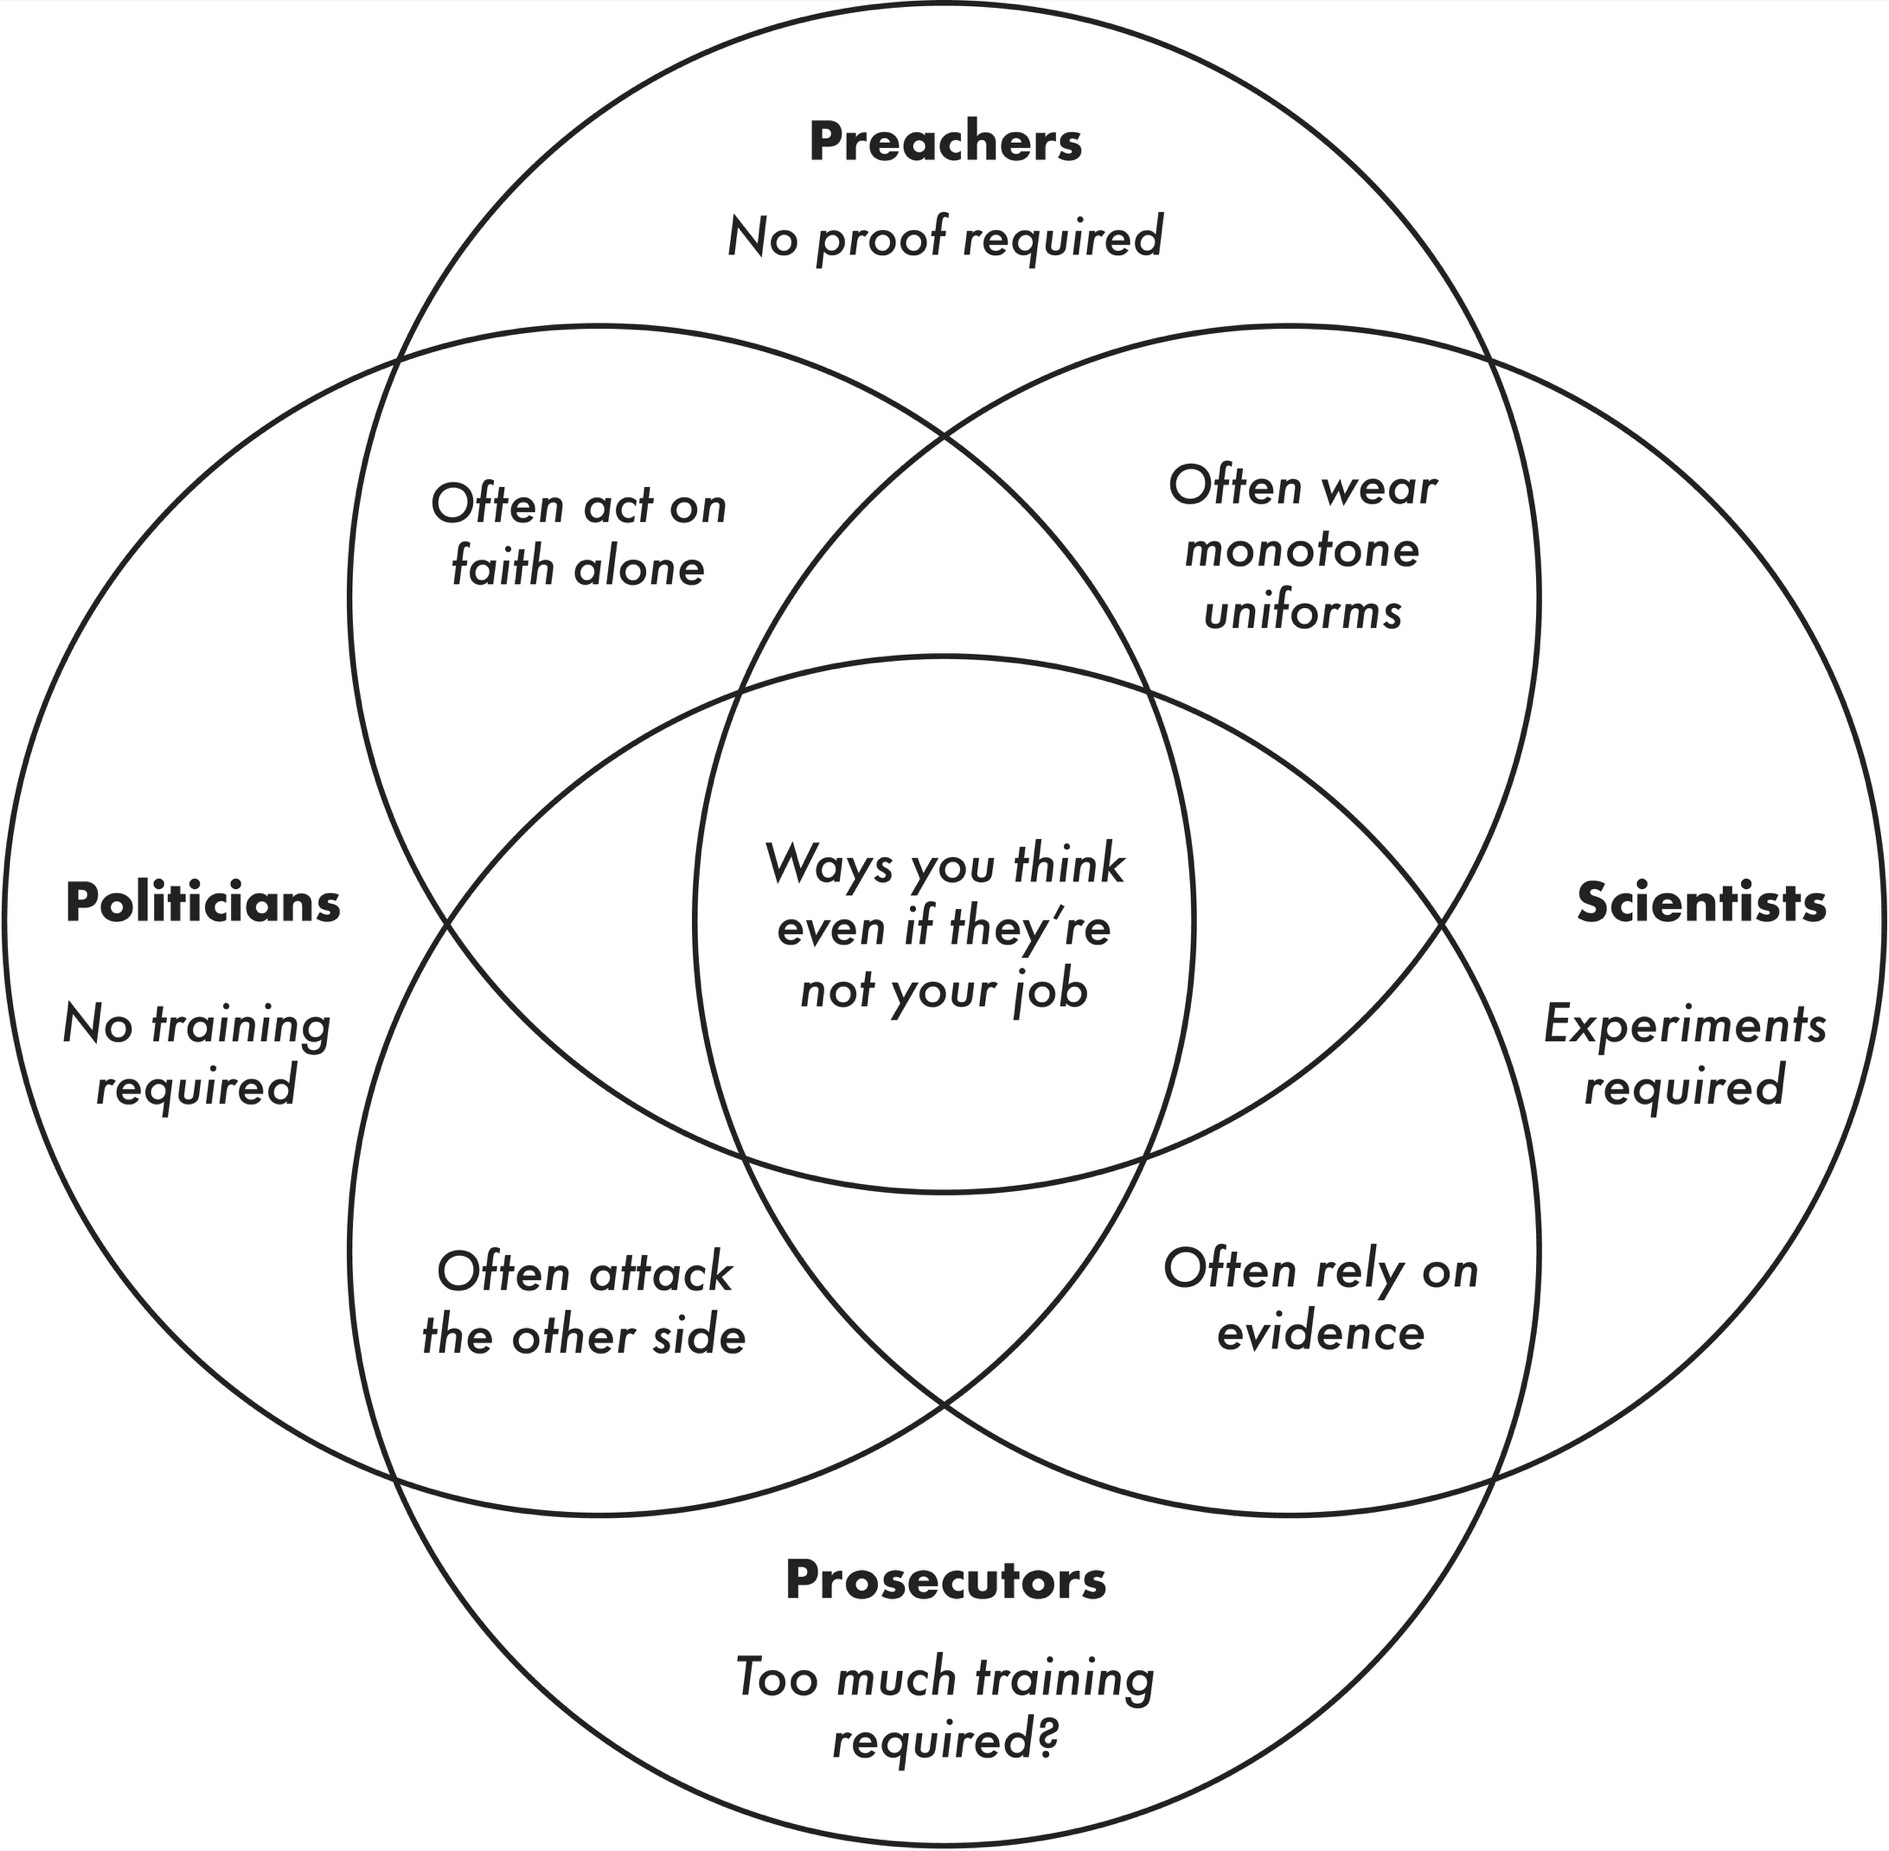 Preachers
No proof required
Often act on
faith alone
Often wear
monotone
uniforms
Politicians
No training
required
Ways you think
even if they’re
not your job
Scientists
Experiments
required
Often attack
the other side
Often rely on
evidence
Prosecutors
Too much training
required?